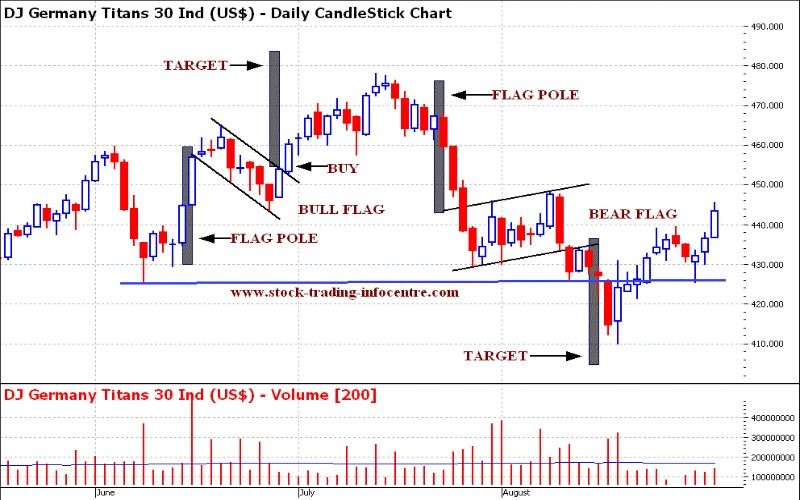 DJ Germany Titans 30 Ind (US$) - Daily CandleStick Chart
490.000
TARGET
480.000
FLAG POLE
470.000
460.000
BUY
450.000
BULL FLAG
BEAR FLAG
440.000
FLAG POLE
430.000
www.stock-trading-infocentre.com
420.000
410.000
TARGET
DJ Germany Titans 30 Ind (US$) - Volume [200]
400000000
300000000
200000000
100000000
June
July
August